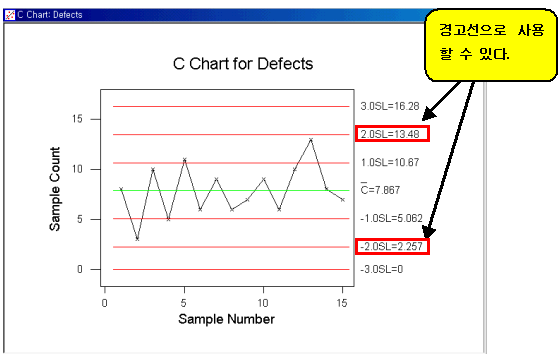 C Chart: Defects
경고선으로 사용
할 수 있다.
C Chart for Defects
3.0SL=16.28
2.0SL=13.48
1.0SL=10.67
C̅=7.867
-1.0SL=5.062
-2.0SL=2.257
-3.0SL=0
15
10
5
0
Sample Count
0 5 10 15
Sample Number